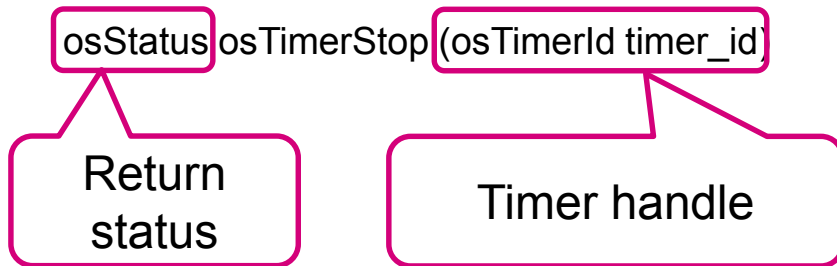 osStatus osTimerStop (osTimerId timer_id)
Return
status
Timer handle